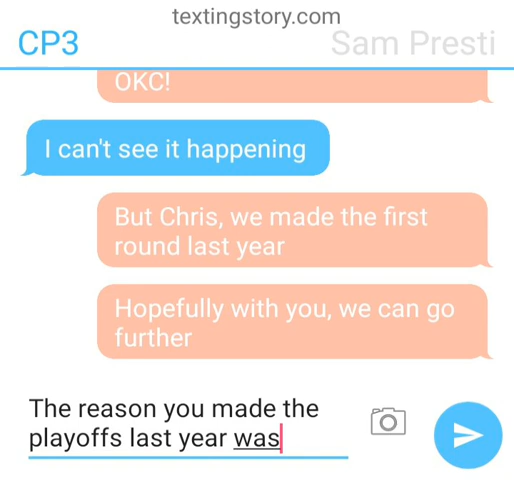 textingstory.com
CP3
Sam Presti
OKC!
I can't see it happening
But Chris, we made the first
round last year
Hopefully with you, we can go
further
The reason you made the
playoffs last year was